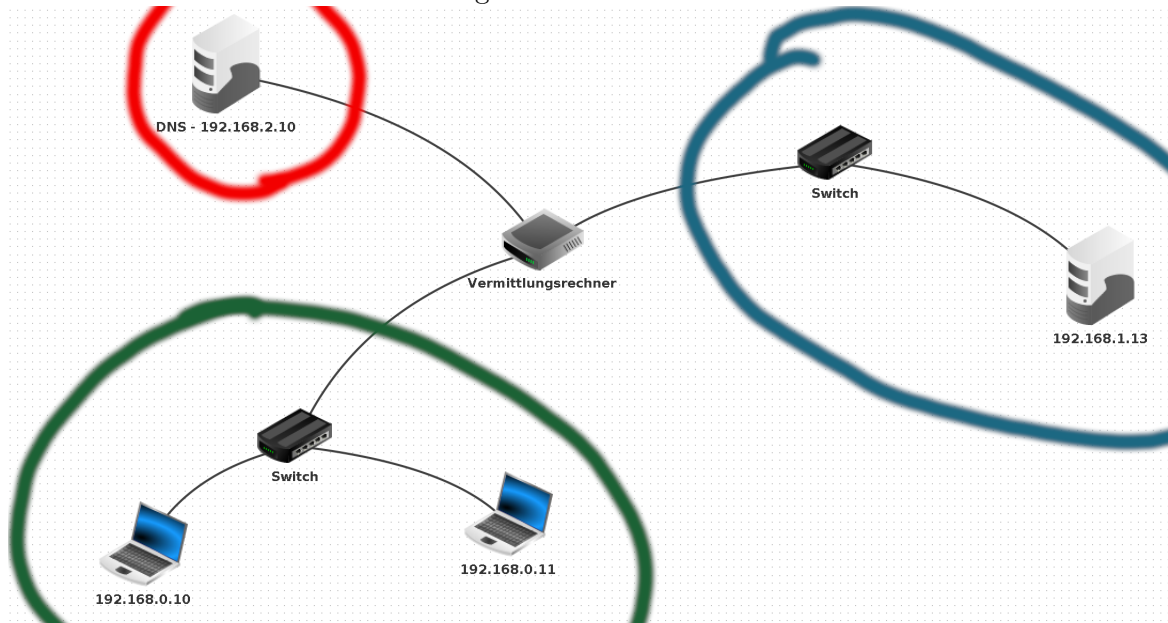 DNS - 192.168.2.10
Switch
Vermittlungsrechner
192.168.1.13
Switch
192.168.0.11
192.168.0.10